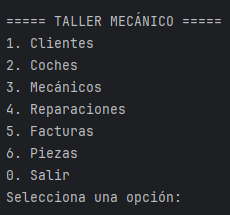 ===== TALLER MECÁNICO =====
1. Clientes
2. Coches
3. Mecánicos
4. Reparaciones
5. Facturas
6. Piezas
0. Salir
Selecciona una opción: